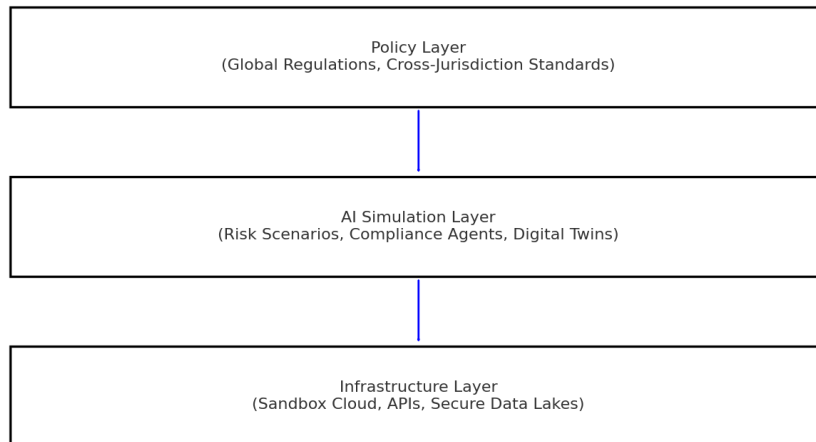 Policy Layer
(Global Regulations, Cross-Jurisdiction Standards)
AI Simulation Layer
(Risk Scenarios, Compliance Agents, Digital Twins)
Infrastructure Layer
(Sandbox Cloud, APIs, Secure Data Lakes)